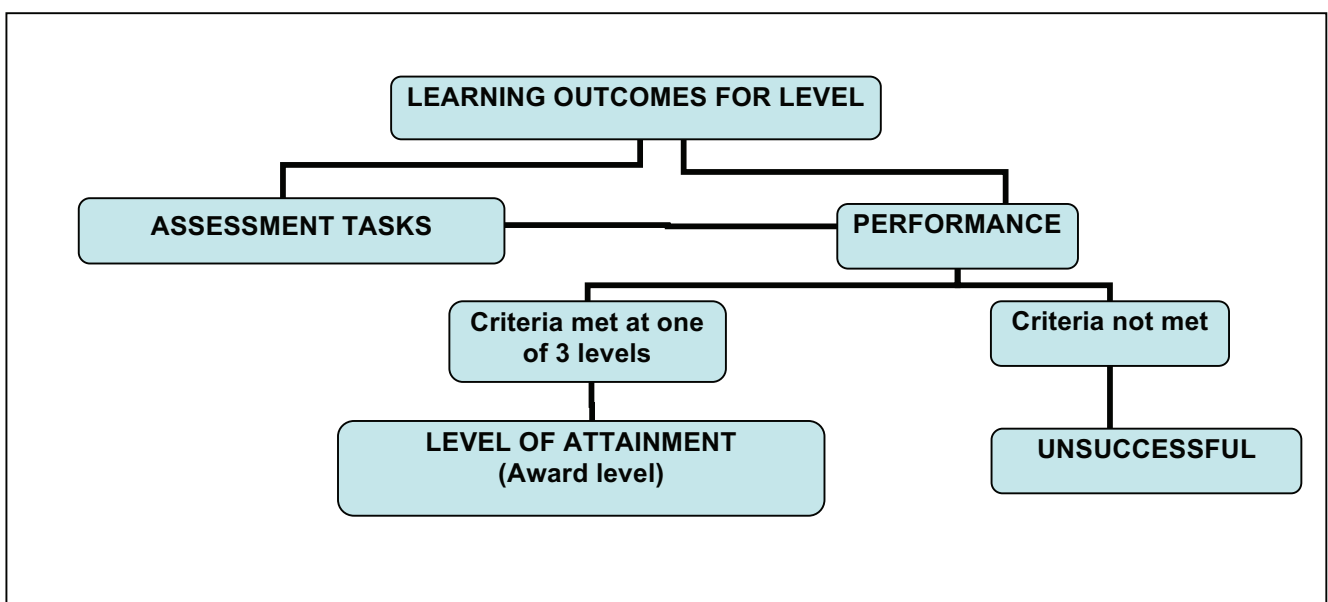 LEARNING OUTCOMES FOR LEVEL
ASSESSMENT TASKS
PERFORMANCE
Criteria met at one
of 3 levels
Criteria not met
LEVEL OF ATTAINMENT
(Award level)
UNSUCCESSFUL